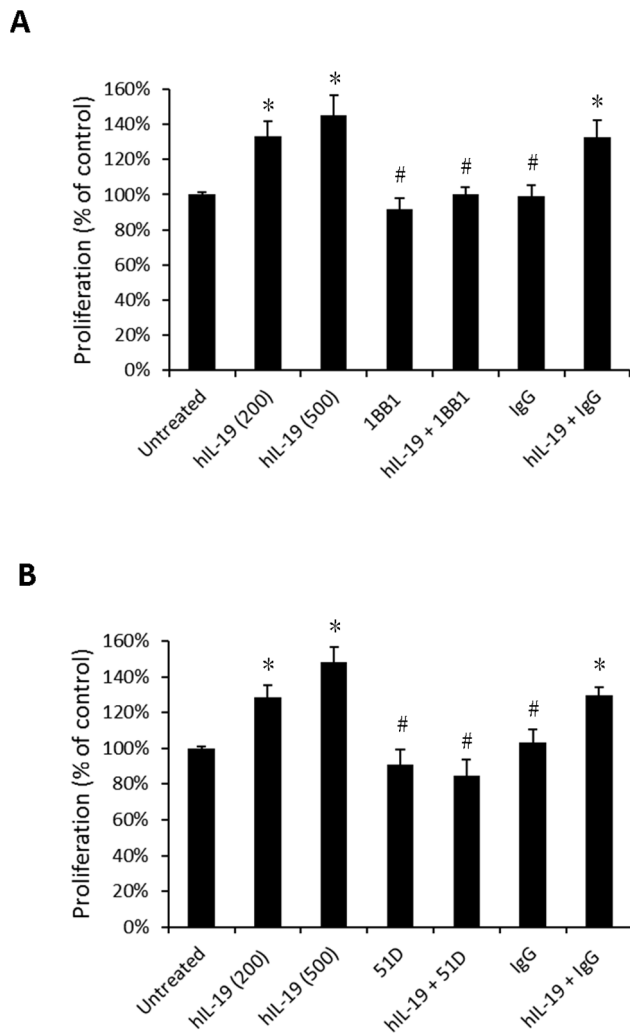 A
Proliferation (% of control)
160%
140%
120%
100%
80%
60%
40%
20%
0%
*
*
#
#
#
*
Untreated
hIL-19 (200)
hIL-19 (500)
1BB1
hIL-19 + 1BB1
IgG
hIL-19 + IgG
B
Proliferation (% of control)
160%
140%
120%
100%
80%
60%
40%
20%
0%
*
*
#
#
#
*
Untreated
hIL-19 (200)
hIL-19 (500)
51D
hIL-19 + 51D
IgG
hIL-19 + IgG